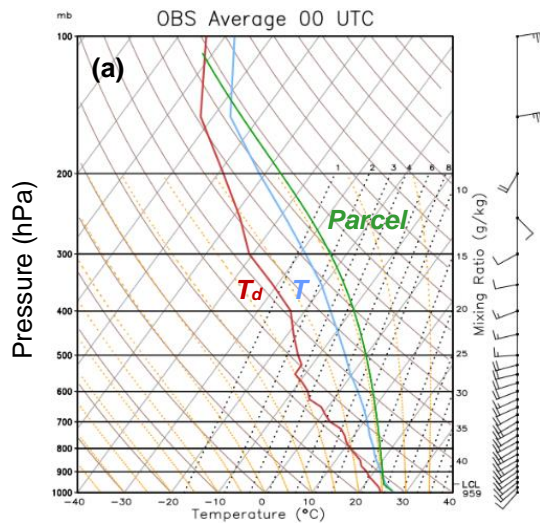 OBS Average 00 UTC
mb
100
(a)
1 2 3 4 6 8
200
10
Parcel
300
15
Td T
400
20
500
25
600
30
700
35
800
40
900
LCL
1000
959
-40 -30 -20 -10 0 10 20 30 40
Temperature (°C)
Pressure (hPa)
Mixing Ratio (g/kg)